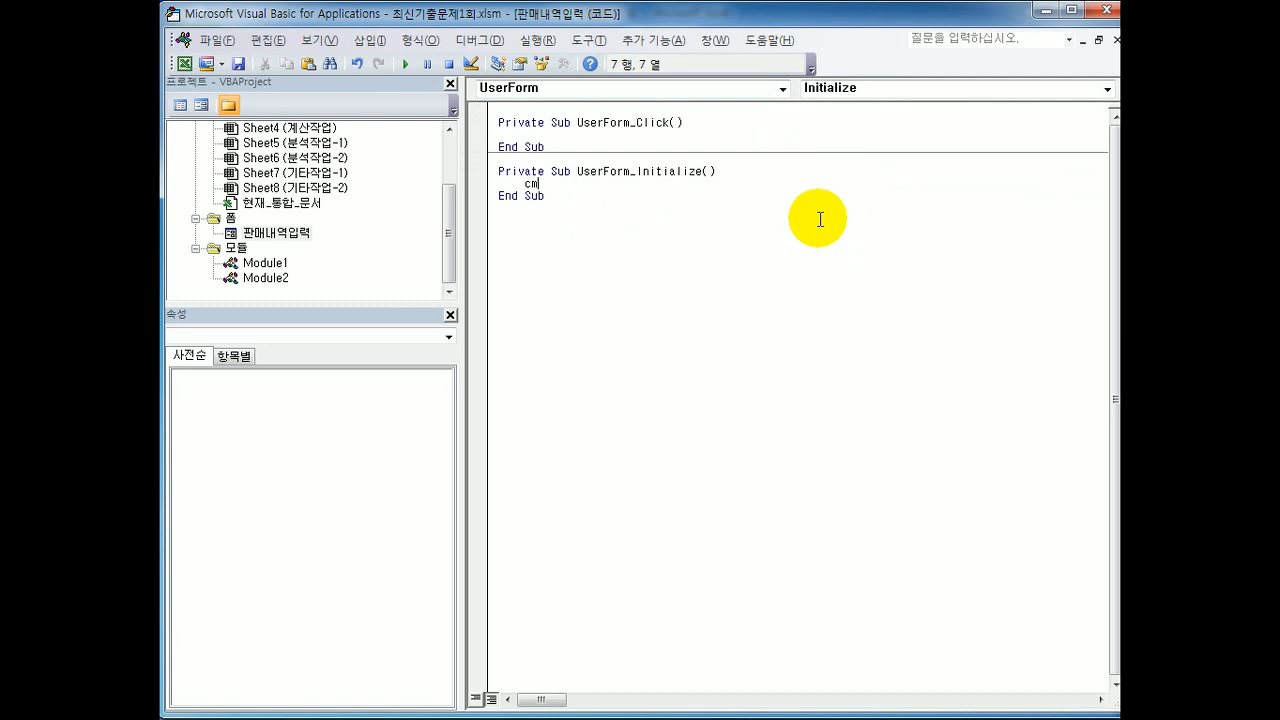 Microsoft Visual Basic for Applications - 최신기출문제1회.xlsm - [판매내역입력 (코드)]
파일(F) 편집(E) 보기(V) 삽입(I) 형식(O) 디버그(D) 실행(R) 도구(T) 추가 기능(A) 창(W) 도움말(H) 질문을 입력하십시오.
7 행, 7 열
프로젝트 - VBAProject
Sheet4 (계산작업)
Sheet5 (분석작업-1)
Sheet6 (분석작업-2)
Sheet7 (기타작업-1)
Sheet8 (기타작업-2)
현재_통합_문서
폼
판매내역입력
모듈
Module1
Module2
속성
사전순 항목별
UserForm Initialize
Private Sub UserForm_Click()
End Sub
Private Sub UserForm_Initialize()
cm
End Sub